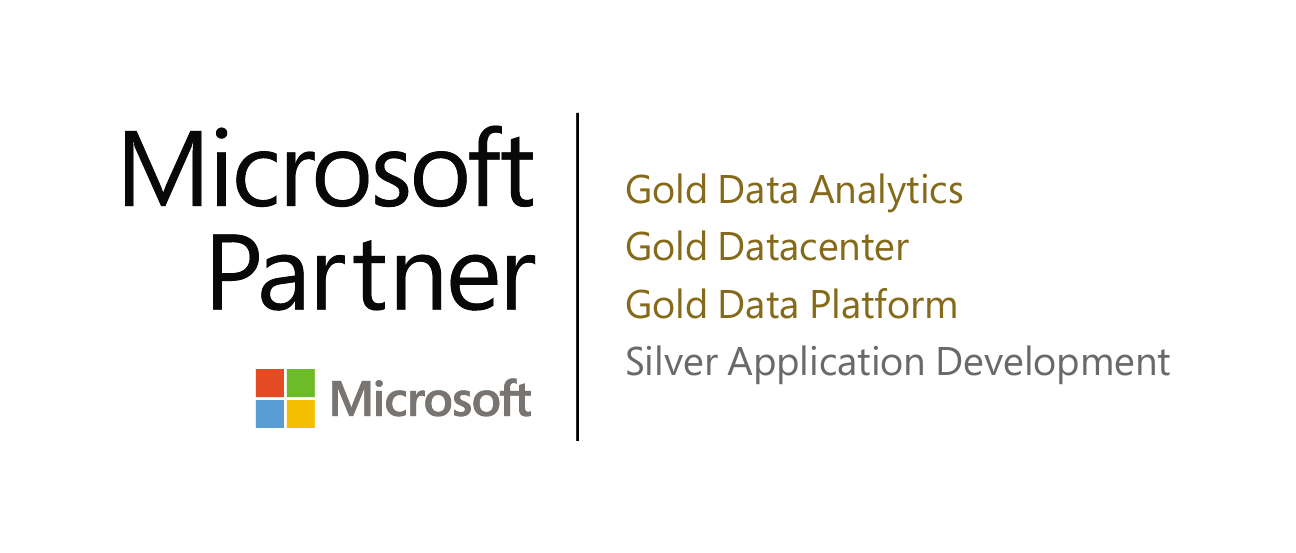 Microsoft
Partner
Microsoft
Gold Data Analytics
Gold Datacenter
Gold Data Platform
Silver Application Development